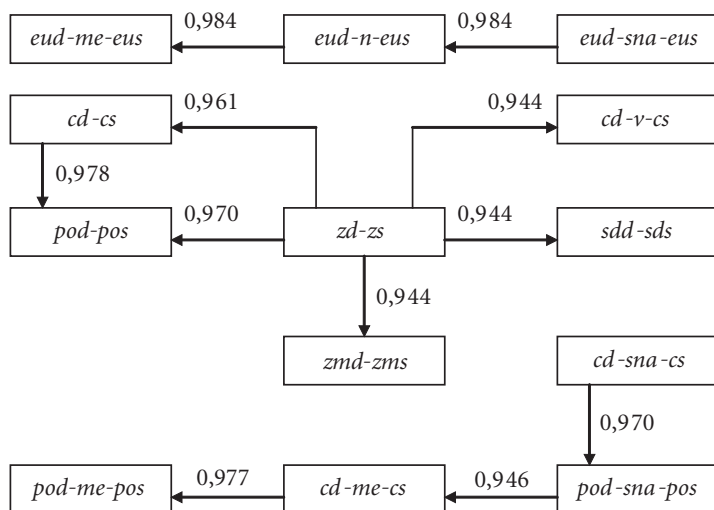 0,984 0,984
eud-me-eus eud-n-eus eud-sna-eus
0,961 0,944
cd-cs cd-v-cs
0,978
0,970 0,944
pod-pos zd-zs sdd-sds
0,944
zmd-zms cd-sna-cs
0,970
0,977 0,946
pod-me-pos cd-me-cs pod-sna-pos